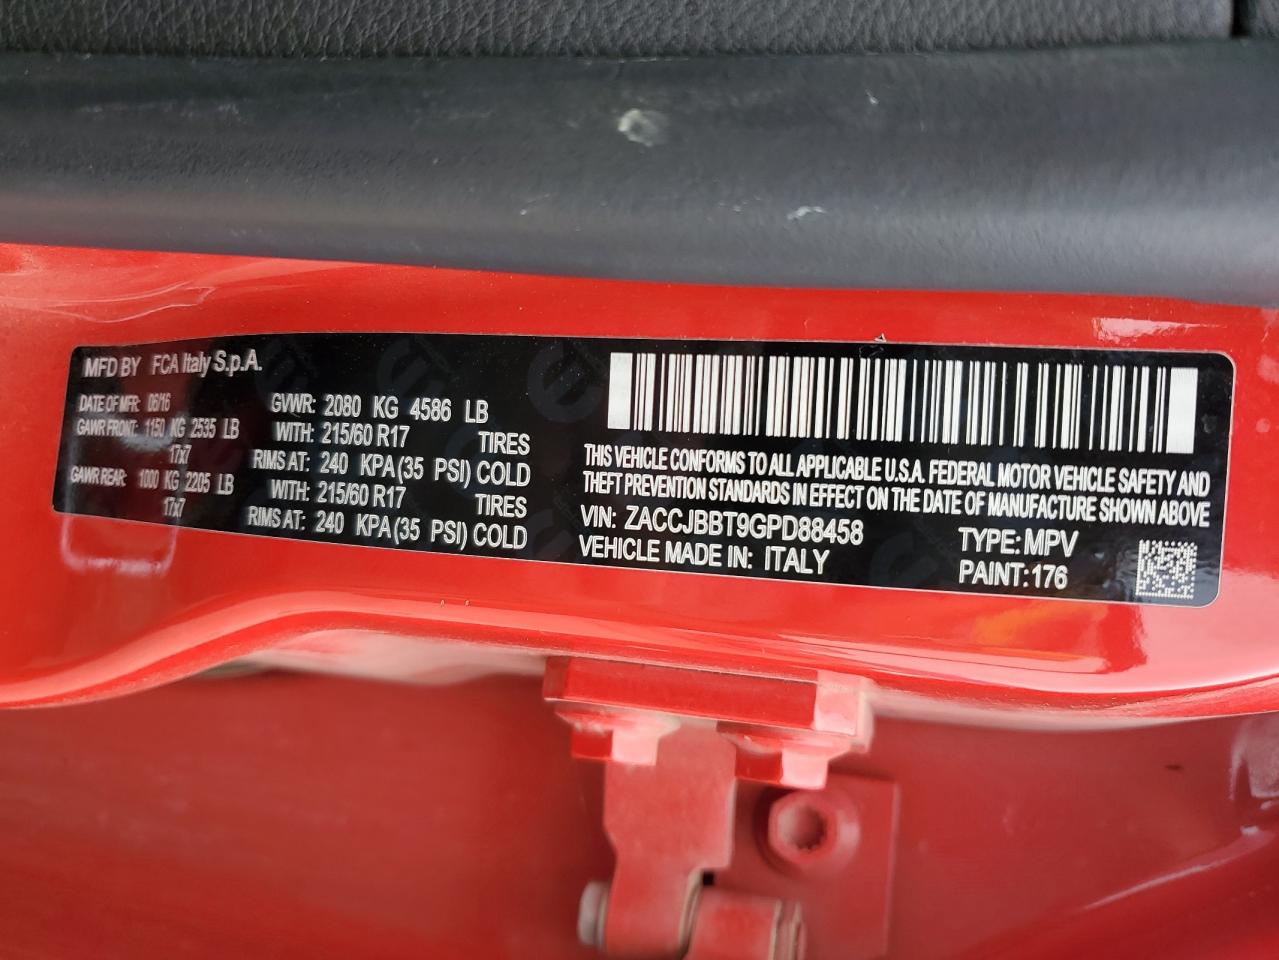 MFD BY FCA Italy S.p.A.
DATE OF MFR: 06/16 GVWR: 2080 KG 4586 LB
GAWR FRONT: 1150 KG 2535 LB WITH: 215/60 R17 TIRES
17x7 RIMS AT: 240 KPA(35 PSI) COLD
GAWR REAR: 1000 KG 2205 LB WITH: 215/60 R17 TIRES
17x7 RIMS AT: 240 KPA(35 PSI) COLD
THIS VEHICLE CONFORMS TO ALL APPLICABLE U.S.A. FEDERAL MOTOR VEHICLE SAFETY AND
THEFT PREVENTION STANDARDS IN EFFECT ON THE DATE OF MANUFACTURE SHOWN ABOVE
VIN: ZACCJBBT9GPD88458 TYPE: MPV
VEHICLE MADE IN: ITALY PAINT: 176